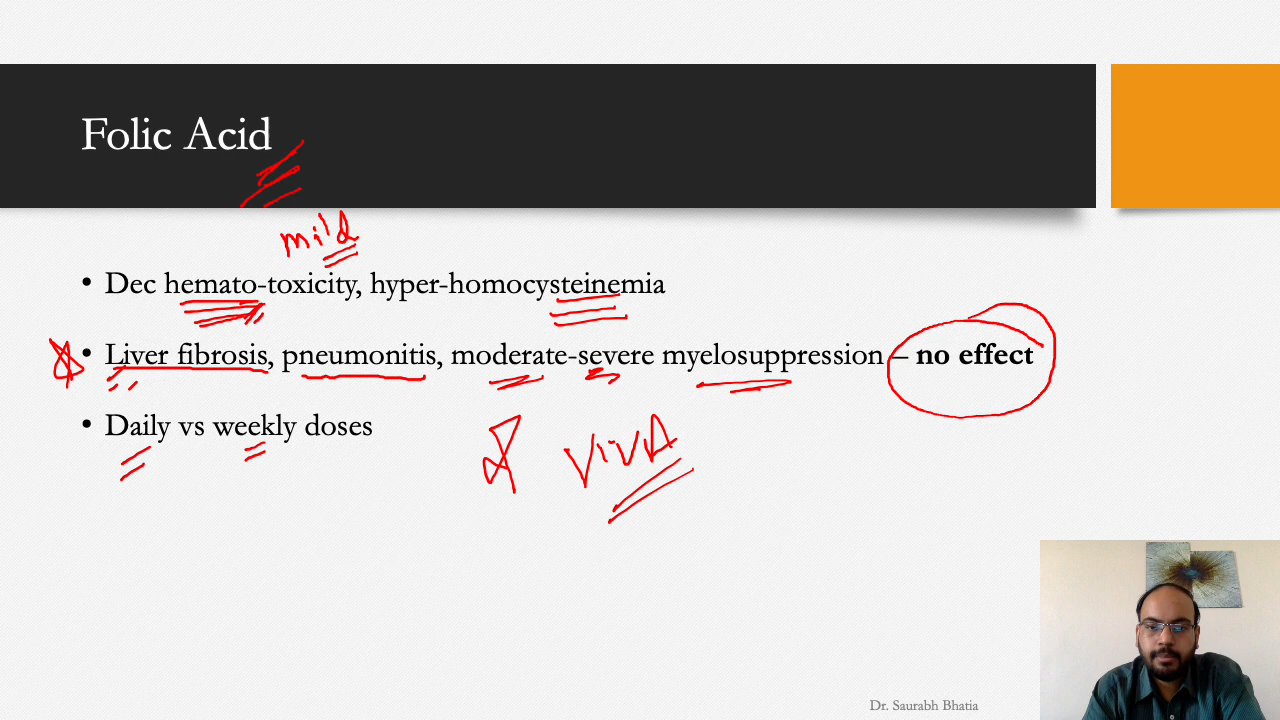 Folic Acid
mild
• Dec hemato-toxicity, hyper-homocysteinemia
• Liver fibrosis, pneumonitis, moderate-severe myelosuppression – no effect
• Daily vs weekly doses
VIVA
Dr. Saurabh Bhatia